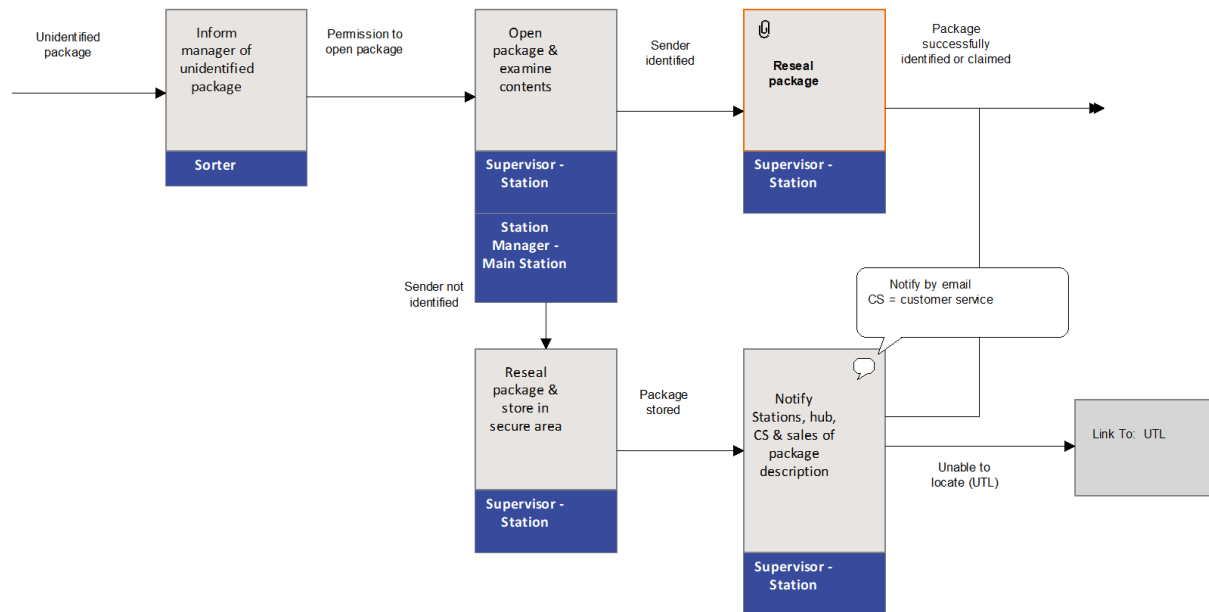 Unidentified
package
Inform
manager of
unidentified
package
Sorter
Permission to
open package
Open
package &
examine
contents
Supervisor -
Station
Station
Manager -
Main Station
Sender
identified
Reseal
package
Supervisor -
Station
Package
successfully
identified or claimed
Sender not
identified
Reseal
package &
store in
secure area
Supervisor -
Station
Package
stored
Notify by email
CS = customer service
Notify
Stations, hub,
CS & sales of
package
description
Supervisor -
Station
Unable to
locate (UTL)
Link To: UTL